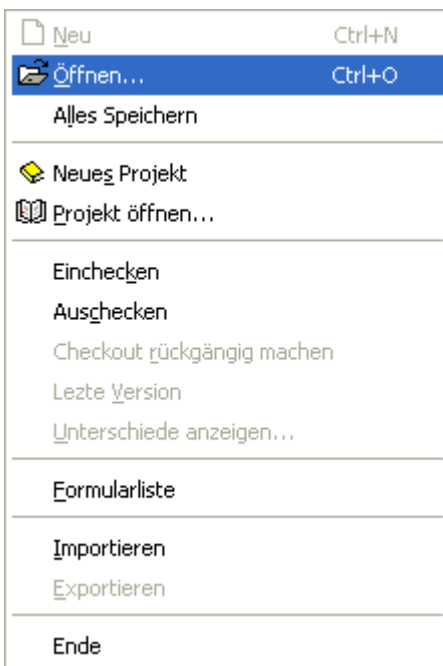 Neu Ctrl+N
Öffnen... Ctrl+O
Alles Speichern
Neues Projekt
Projekt öffnen...
Einchecken
Auschecken
Checkout rückgängig machen
Lezte Version
Unterschiede anzeigen...
Formularliste
Importieren
Exportieren
Ende